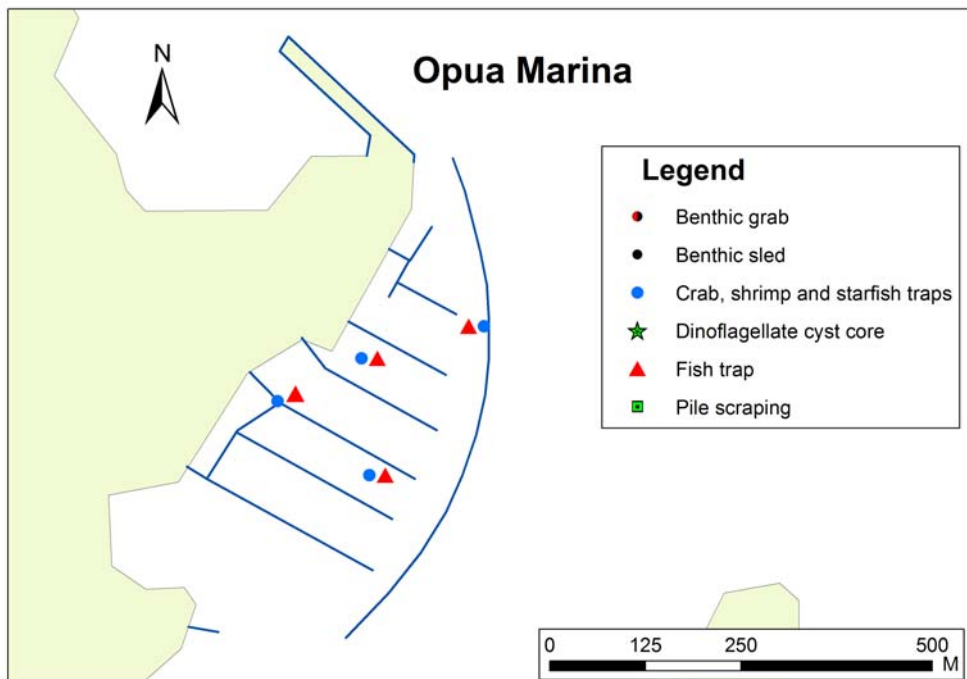 Opua Marina
N
Legend
Benthic grab
Benthic sled
Crab, shrimp and starfish traps
Dinoflagellate cyst core
Fish trap
Pile scraping
0 125 250 500
M